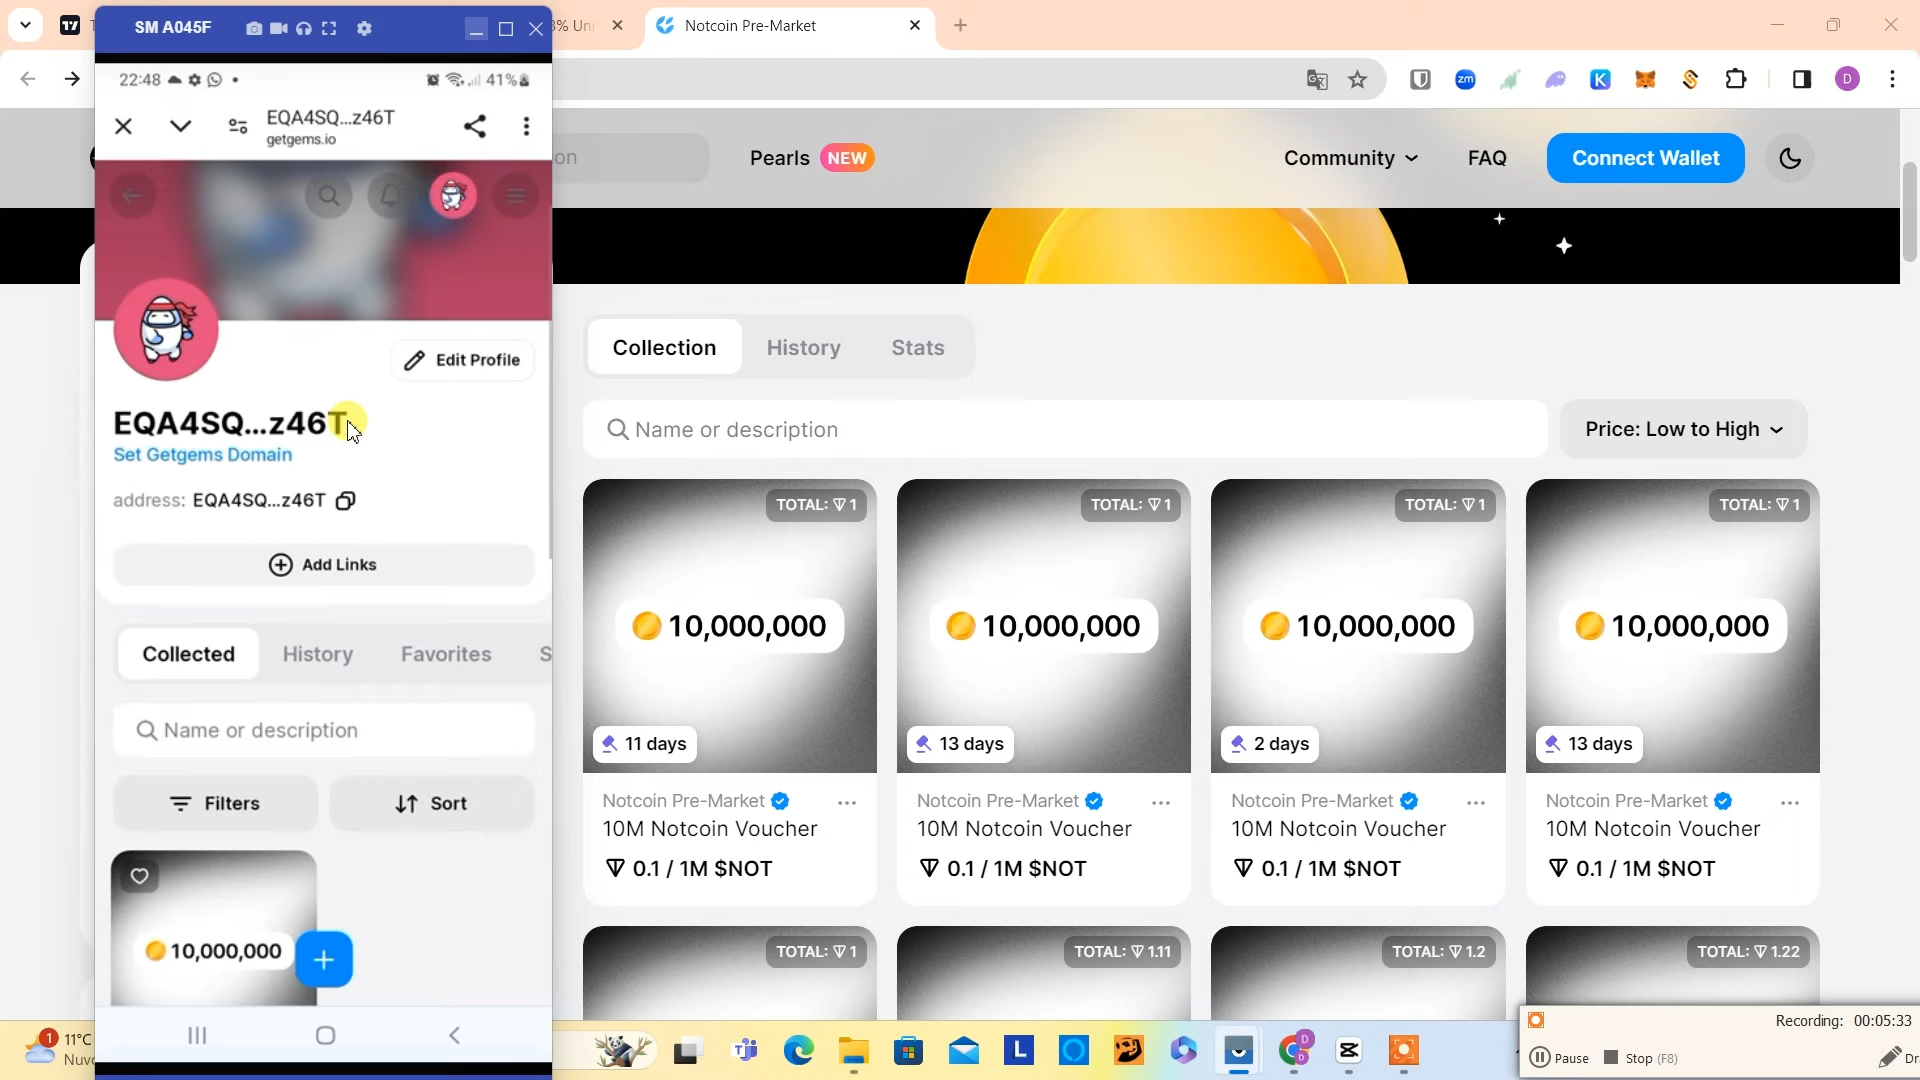 SM A045F
3% Un
Notcoin Pre-Market
22:48
41%
EQA4SQ...z46T
getgems.io
zm
K
D
on
Pearls NEW
Community
FAQ
Connect Wallet
Edit Profile
EQA4SQ...z46T
Set Getgems Domain
address: EQA4SQ...z46T
Add Links
Collected
History
Favorites
S
Name or description
Filters
Sort
10,000,000
Collection
History
Stats
Name or description
Price: Low to High
TOTAL: 1
TOTAL: 1
TOTAL: 1
TOTAL: 1
10,000,000
10,000,000
10,000,000
10,000,000
11 days
13 days
2 days
13 days
Notcoin Pre-Market
Notcoin Pre-Market
Notcoin Pre-Market
Notcoin Pre-Market
10M Notcoin Voucher
10M Notcoin Voucher
10M Notcoin Voucher
10M Notcoin Voucher
0.1 / 1M $NOT
0.1 / 1M $NOT
0.1 / 1M $NOT
0.1 / 1M $NOT
TOTAL: 1
TOTAL: 1.11
TOTAL: 1.2
TOTAL: 1.22
1
11°C
Nuvo
L
D
Recording: 00:05:33
Pause
Stop (F8)
Dr